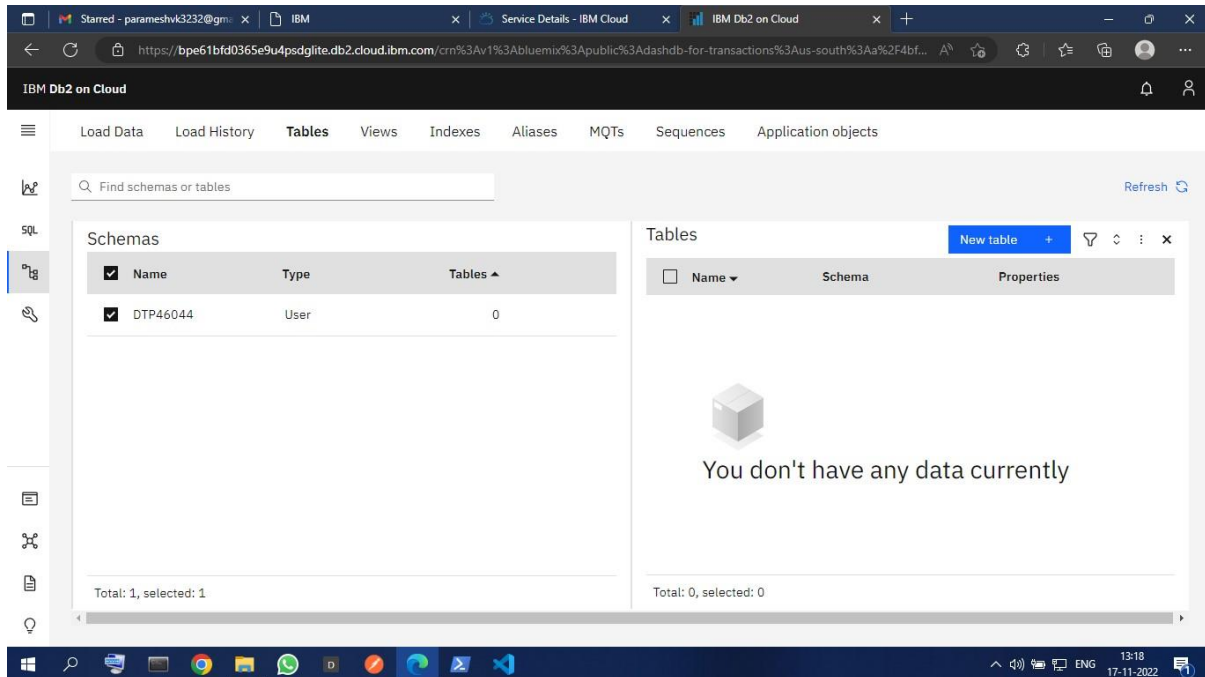 Starred - parameshvk3232@gma
IBM
Service Details - IBM Cloud
IBM Db2 on Cloud
https://bpe61bfd0365e9u4psdglite.db2.cloud.ibm.com/crn%3Av1%3Abluemix%3Apublic%3Adashdb-for-transactions%3Aus-south%3Aa%2F4bf...
IBM Db2 on Cloud
Load Data Load History Tables Views Indexes Aliases MQTs Sequences Application objects
Find schemas or tables
Refresh
SQL
Schemas
Name Type Tables
DTP46044 User 0
Total: 1, selected: 1
Tables
New table +
Name Schema Properties
You don't have any data currently
Total: 0, selected: 0
D
ENG
13:18
17-11-2022
1